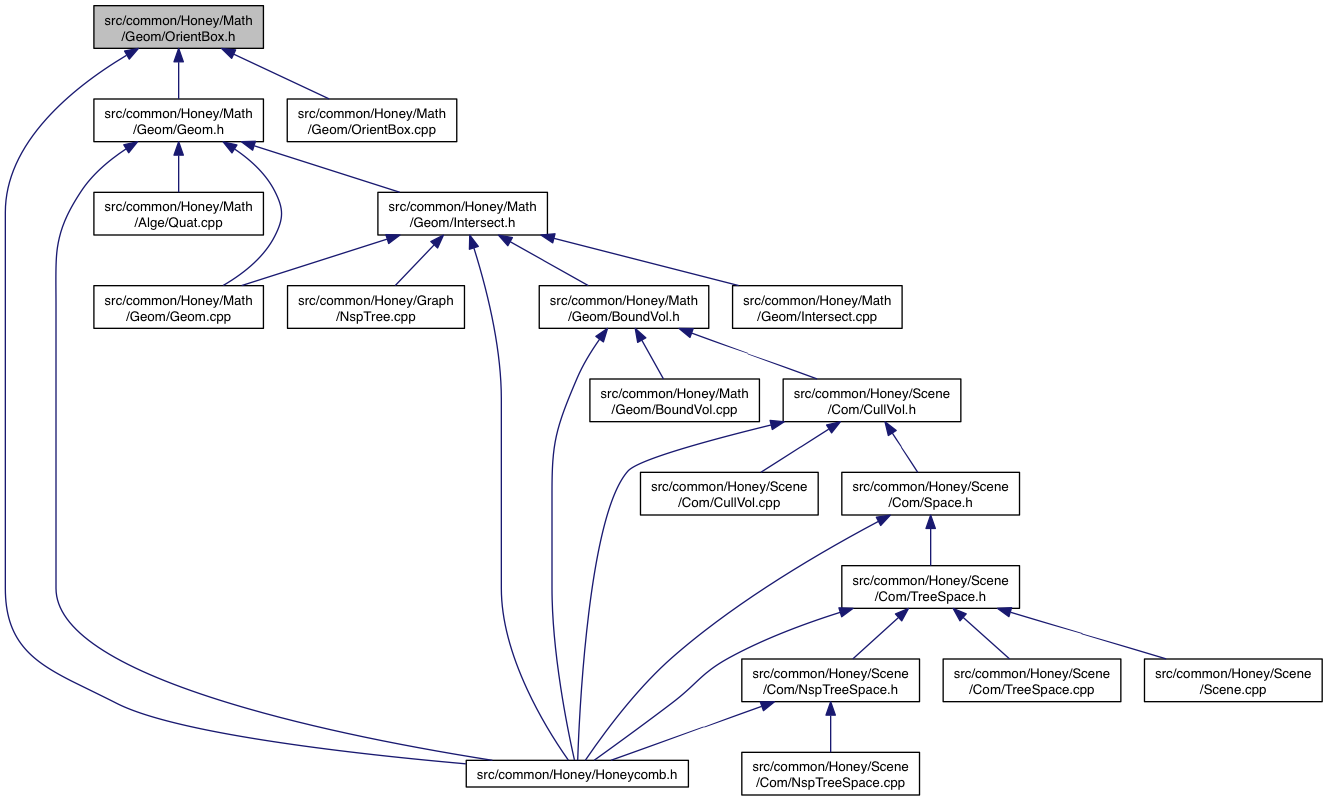 src/common/Honey/Math
/Geom/OrientBox.h
src/common/Honey/Math
/Geom/Geom.h
src/common/Honey/Math
/Geom/OrientBox.cpp
src/common/Honey/Math
/Alge/Quat.cpp
src/common/Honey/Math
/Geom/Intersect.h
src/common/Honey/Math
/Geom/Geom.cpp
src/common/Honey/Graph
/NspTree.cpp
src/common/Honey/Math
/Geom/BoundVol.h
src/common/Honey/Math
/Geom/Intersect.cpp
src/common/Honey/Math
/Geom/BoundVol.cpp
src/common/Honey/Scene
/Com/CullVol.h
src/common/Honey/Scene
/Com/CullVol.cpp
src/common/Honey/Scene
/Com/Space.h
src/common/Honey/Scene
/Com/TreeSpace.h
src/common/Honey/Scene
/Com/NspTreeSpace.h
src/common/Honey/Scene
/Com/TreeSpace.cpp
src/common/Honey/Scene
/Scene.cpp
src/common/Honey/Honeycomb.h
src/common/Honey/Scene
/Com/NspTreeSpace.cpp